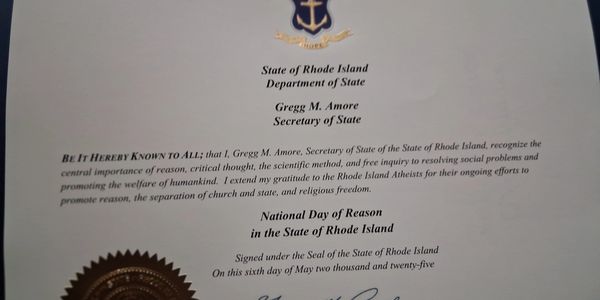 HOPE
State of Rhode Island
Department of State
Gregg M. Amore
Secretary of State
BE IT HEREBY KNOWN TO ALL; that I, Gregg M. Amore, Secretary of State of the State of Rhode Island, recognize the
central importance of reason, critical thought, the scientific method, and free inquiry to resolving social problems and
promoting the welfare of humankind. I extend my gratitude to the Rhode Island Atheists for their ongoing efforts to
promote reason, the separation of church and state, and religious freedom.
National Day of Reason
in the State of Rhode Island
Signed under the Seal of the State of Rhode Island
On this sixth day of May two thousand and twenty-five